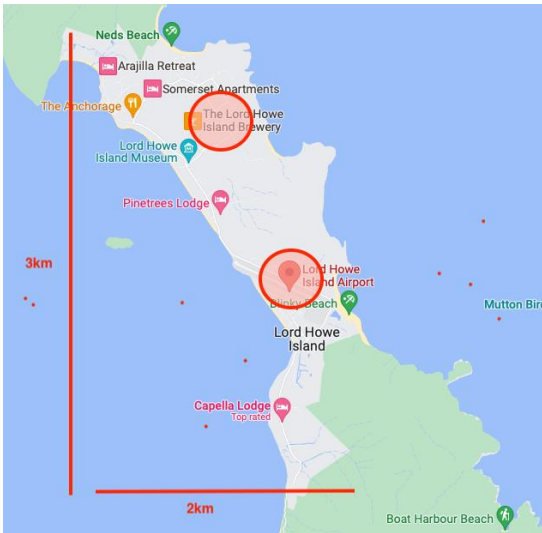 Neds Beach
Arajilla Retreat
Somerset Apartments
The Anchorage
The Lord Howe
Island Brewery
Lord Howe
Island Museum
Pinetrees Lodge
3km
Lord Howe
Island Airport
Blinky Beach
Mutton Bir
Lord Howe
Island
Capella Lodge
Top rated
2km
Boat Harbour Beach